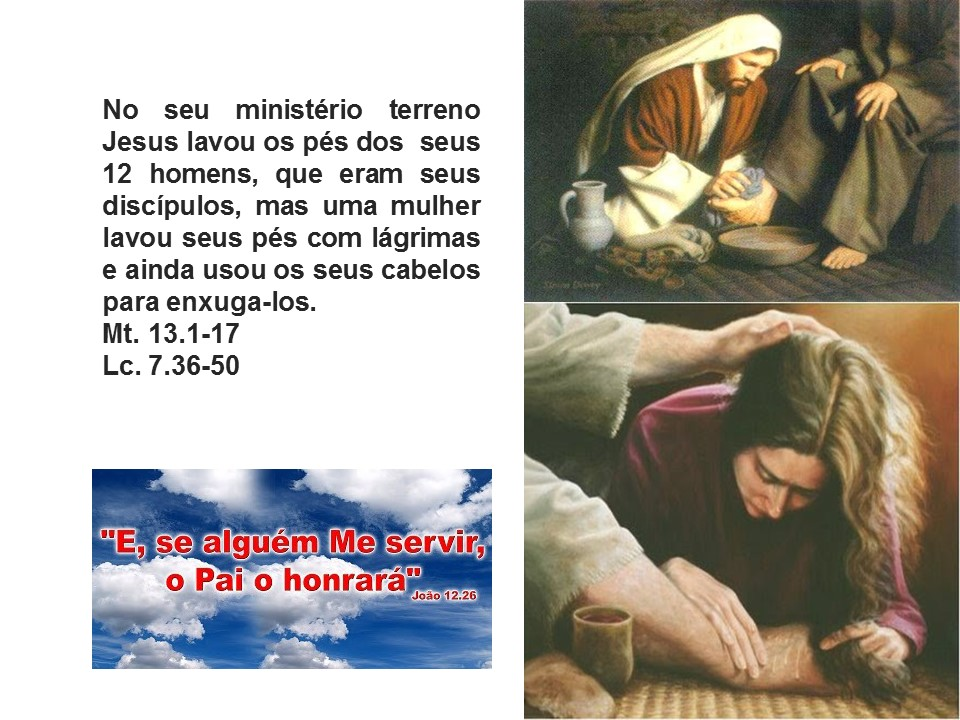 No seu ministério terreno
Jesus lavou os pés dos seus
12 homens, que eram seus
discípulos, mas uma mulher
lavou seus pés com lágrimas
e ainda usou os seus cabelos
para enxuga-los.
Mt. 13.1-17
Lc. 7.36-50
"E, se alguém Me servir,
o Pai o honrará"
João 12.26